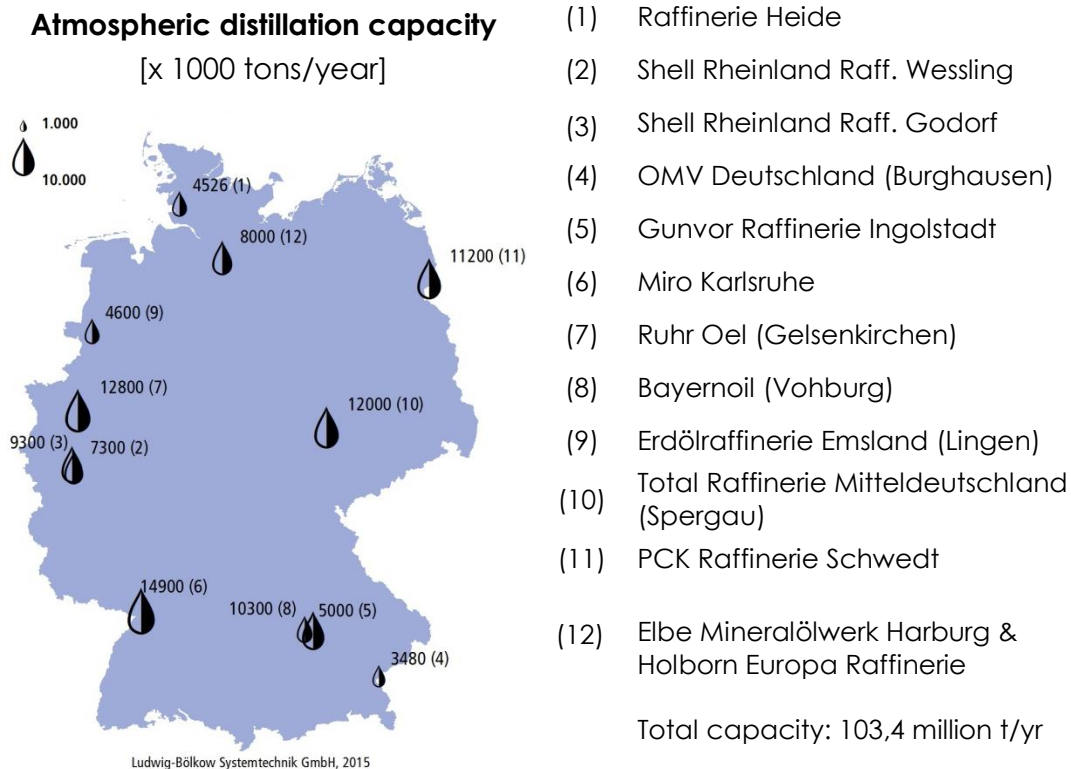 Atmospheric distillation capacity
[x 1000 tons/year]
1.000
10.000
4526 (1)
8000 (12)
11200 (11)
4600 (9)
12800 (7)
12000 (10)
9300 (3)
7300 (2)
14900 (6)
10300 (8)
5000 (5)
3480 (4)
Ludwig-Bölkow Systemtechnik GmbH, 2015
(1) Raffinerie Heide
(2) Shell Rheinland Raff. Wessling
(3) Shell Rheinland Raff. Godorf
(4) OMV Deutschland (Burghausen)
(5) Gunvor Raffinerie Ingolstadt
(6) Miro Karlsruhe
(7) Ruhr Oel (Gelsenkirchen)
(8) Bayernoil (Vohburg)
(9) Erdölraffinerie Emsland (Lingen)
(10) Total Raffinerie Mitteldeutschland
(Spergau)
(11) PCK Raffinerie Schwedt
(12) Elbe Mineralölwerk Harburg &
Holborn Europa Raffinerie
Total capacity: 103,4 million t/yr